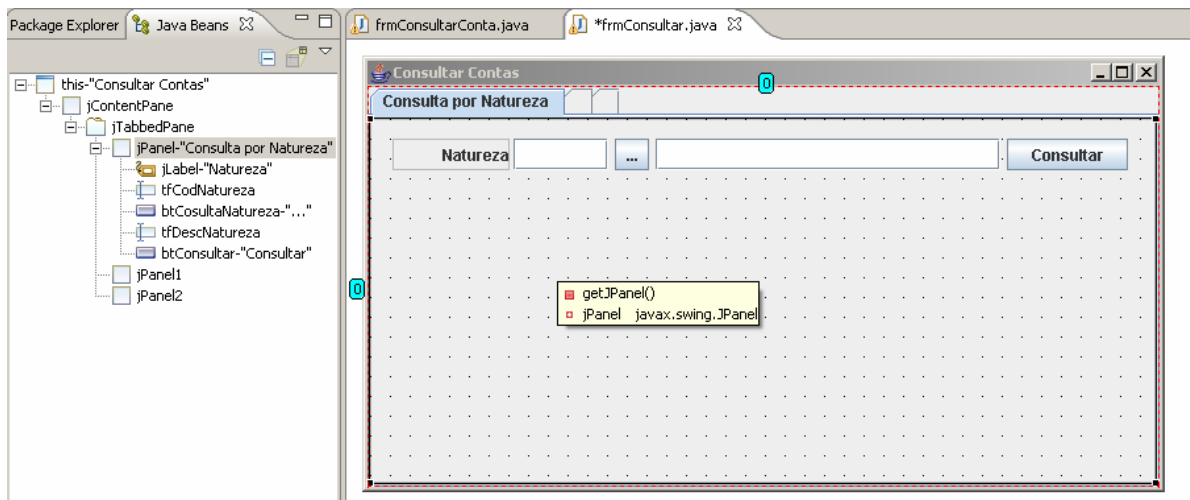 Package Explorer Java Beans frmConsultarConta.java *frmConsultar.java
this-"Consultar Contas"
jContentPane
jTabbedPane
jPanel-"Consulta por Natureza"
jLabel-"Natureza"
tfCodNatureza
btCosultaNatureza-"..."
tfDescNatureza
btConsultar-"Consultar"
jPanel1
jPanel2
Consultar Contas
0
Consulta por Natureza
Natureza ... Consultar
0
getJPanel()
jPanel javax.swing.JPanel